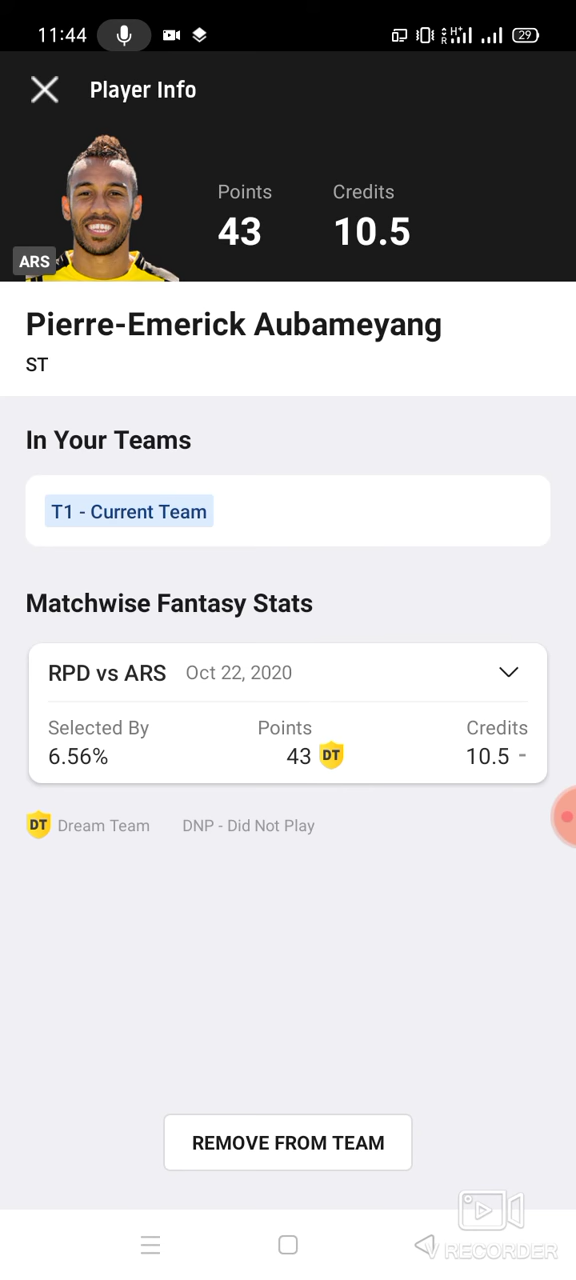 11:44
H+
R
29
Player Info
Points
Credits
43
10.5
ARS
Pierre-Emerick Aubameyang
ST
In Your Teams
T1 - Current Team
Matchwise Fantasy Stats
RPD vs ARS Oct 22, 2020
Selected By Points Credits
6.56% 43 DT 10.5 -
DT Dream Team DNP - Did Not Play
REMOVE FROM TEAM
V RECORDER